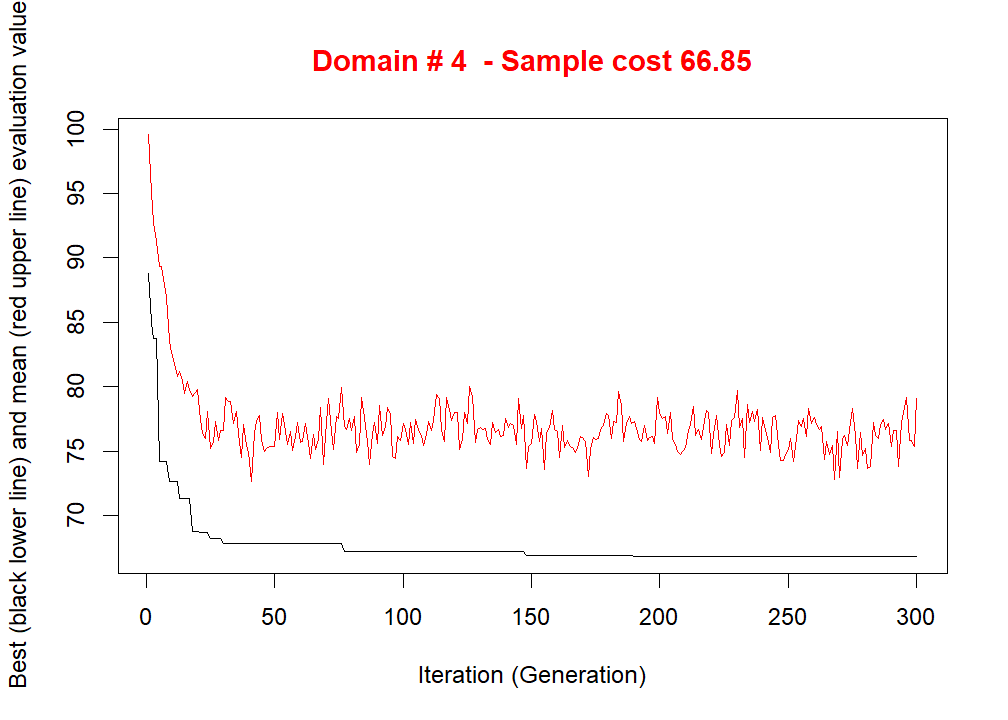 Domain # 4  - Sample cost 66.85
Best (black lower line) and mean (red upper line) evaluation value
100
95
90
85
80
75
70
0 50 100 150 200 250 300
Iteration (Generation)